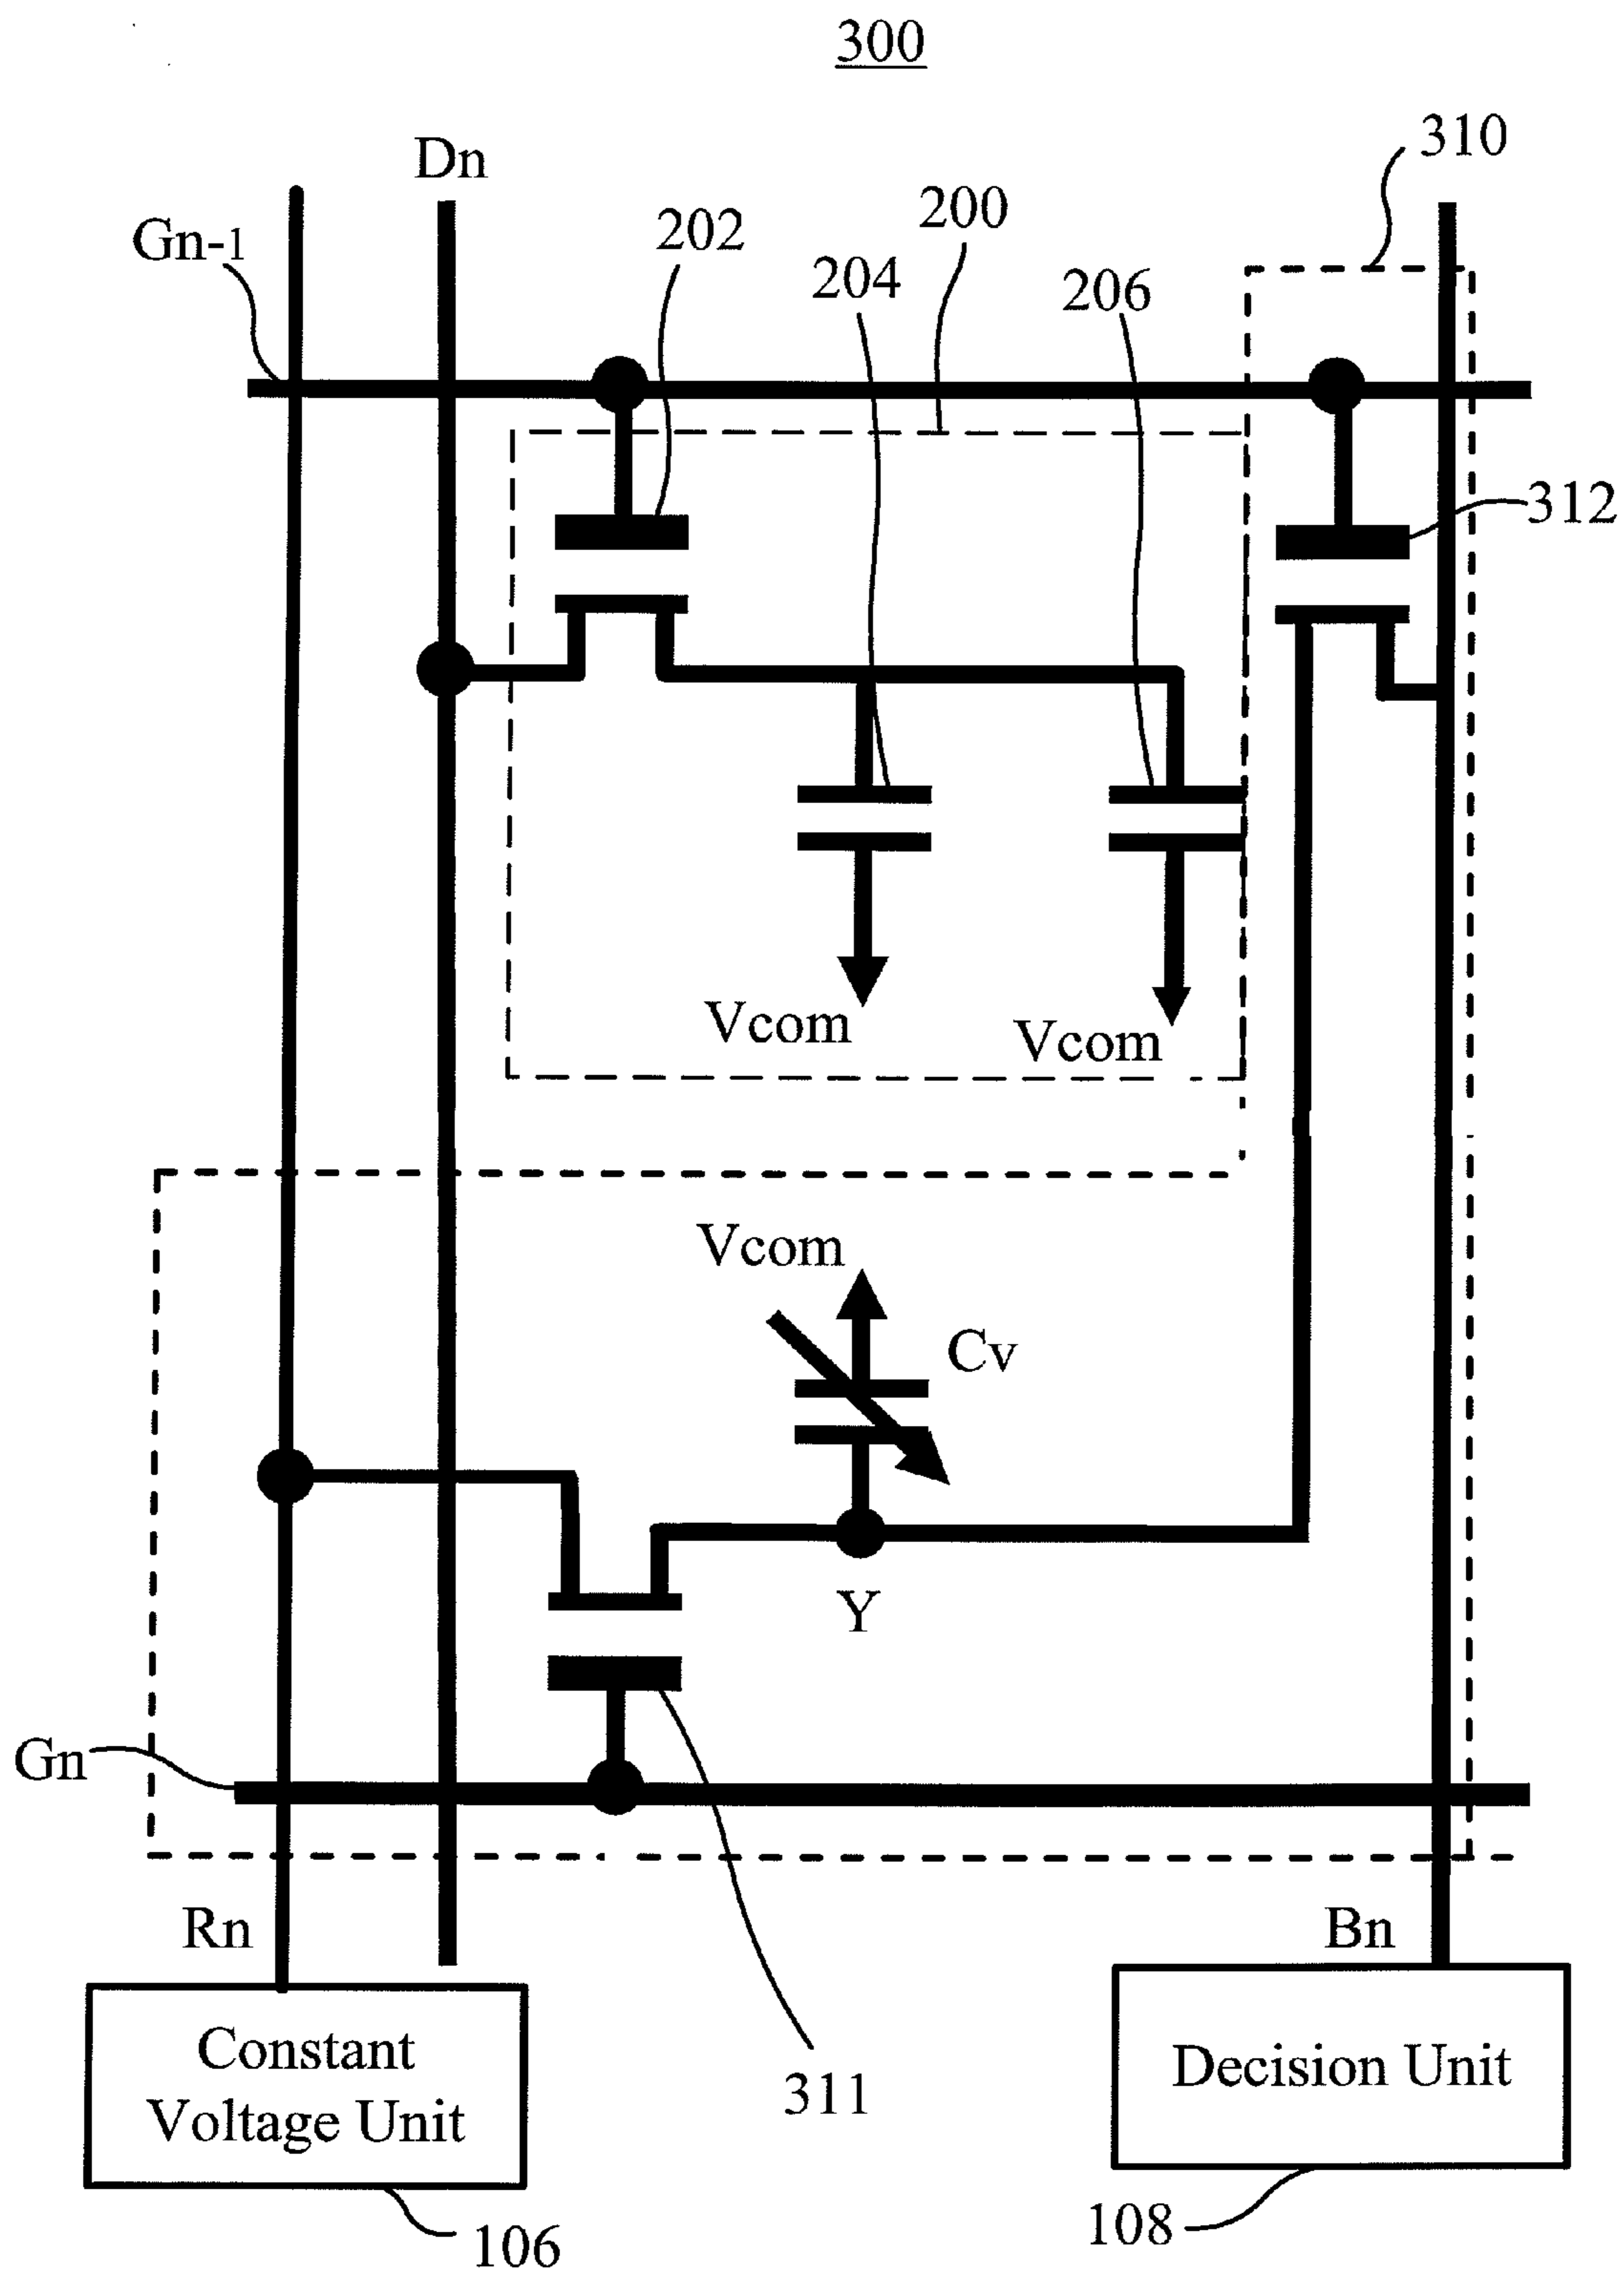 300
310
Dn
200
202
Gn-1
204
206
312
Vcom
Vcom
Vcom
Cv
Y
Gn
Rn
Bn
Constant
Voltage Unit
Decision Unit
311
106
108